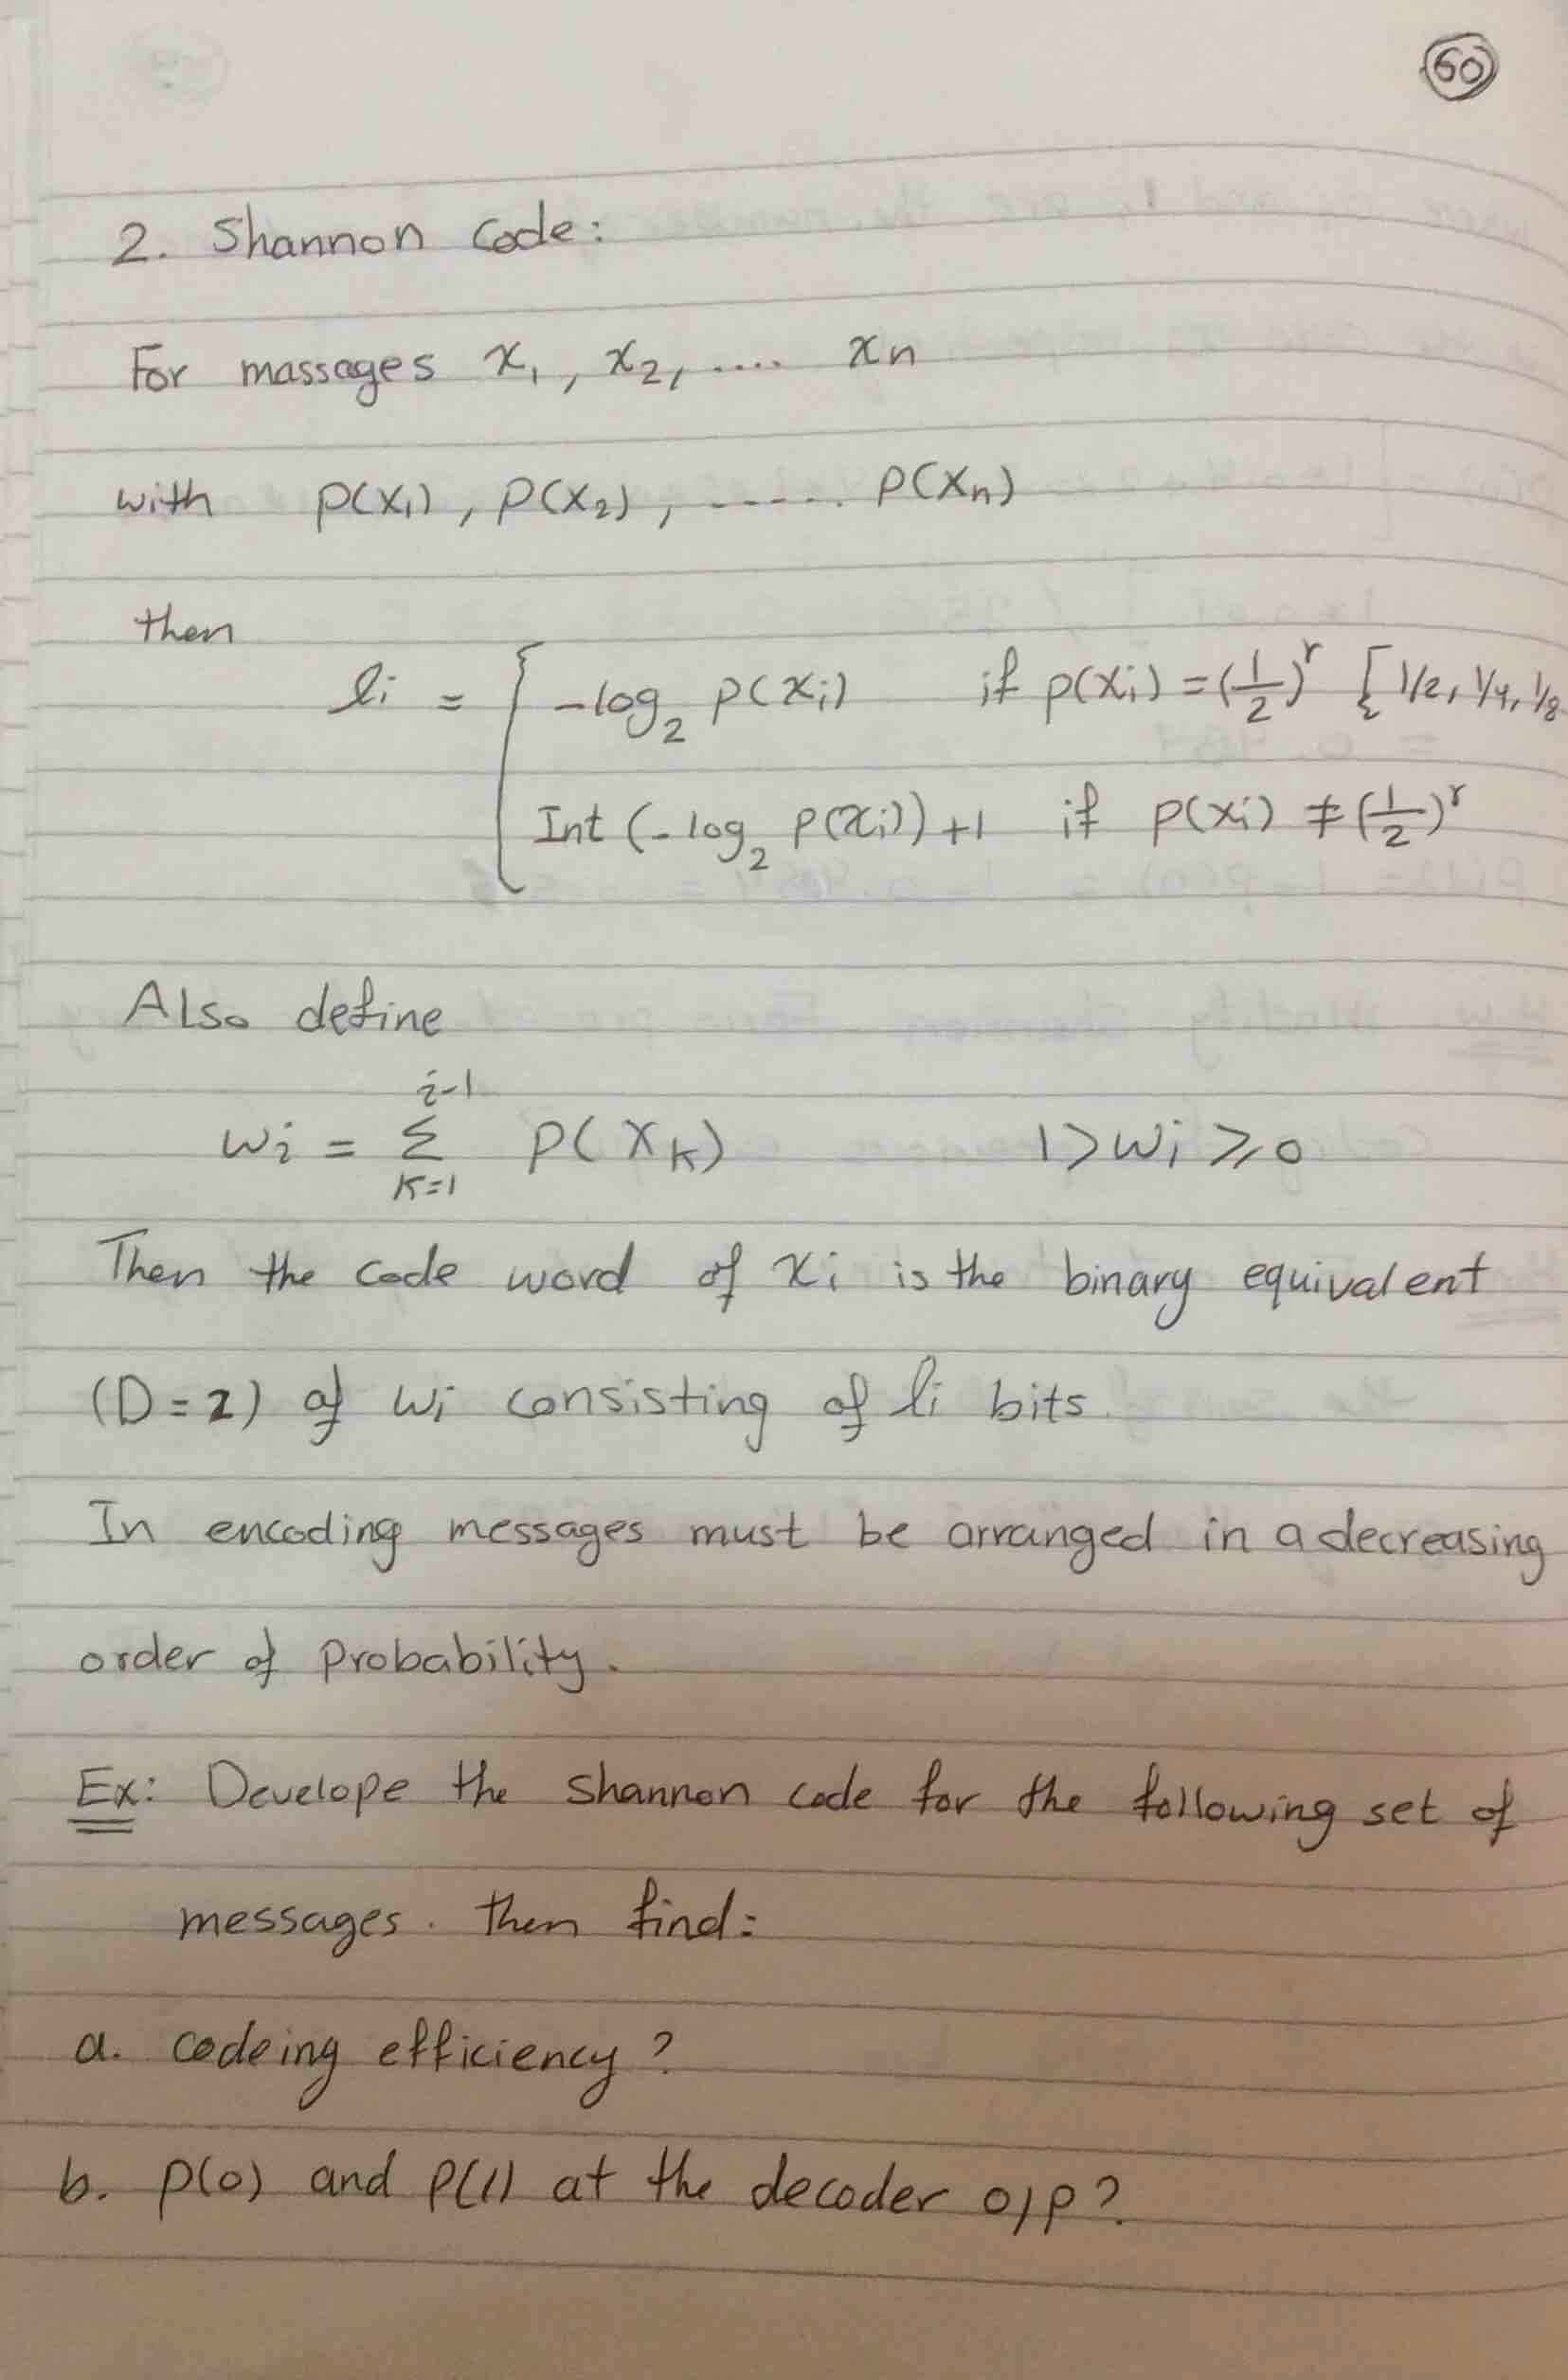 60
2. Shannon Code:
For massages x₁, x₂, .... xn
with p(x₁), p(x₂), ------. p(xn)
then
li = { -log₂ p(xi) if p(xi) = (1/2)^r [1/2, 1/4, 1/8
Int (-log₂ p(xi)) +1 if p(xi) ≠ (1/2)^r
Also define
wi = Σ_{K=1}^{i-1} p(x_K) 1>wi⩾0
Then the code word of xi is the binary equivalent
(D=2) of wi consisting of li bits.
In encoding messages must be arranged in a decreasing
order of probability.
Ex: Develope the shannon code for the following set of
messages. then find:
a. codeing efficiency?
b. p(0) and p(1) at the decoder o/p?